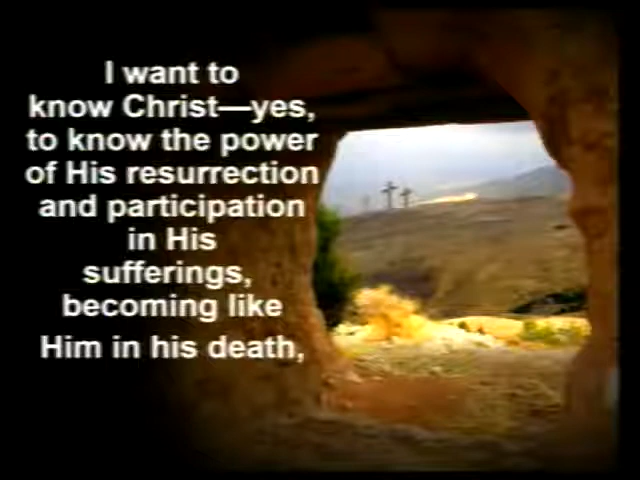 I want to
know Christ—yes,
to know the power
of His resurrection
and participation
in His
sufferings,
becoming like
Him in his death,